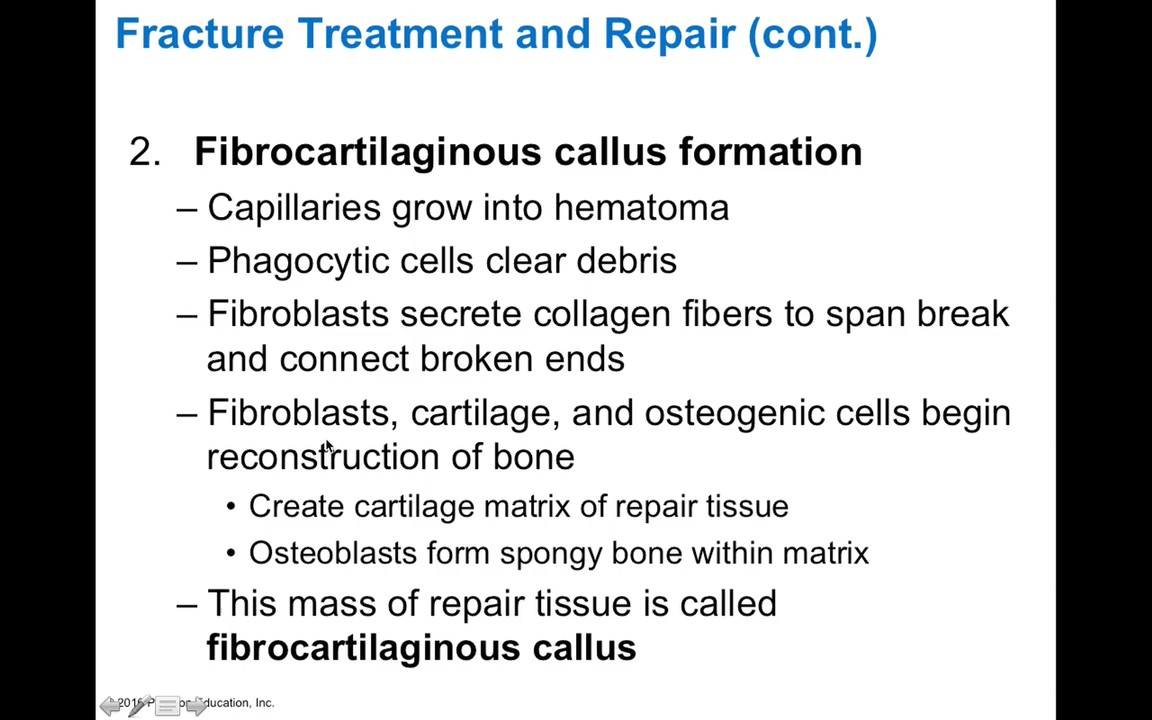 Fracture Treatment and Repair (cont.)
2. Fibrocartilaginous callus formation
– Capillaries grow into hematoma
– Phagocytic cells clear debris
– Fibroblasts secrete collagen fibers to span break
and connect broken ends
– Fibroblasts, cartilage, and osteogenic cells begin
reconstruction of bone
• Create cartilage matrix of repair tissue
• Osteoblasts form spongy bone within matrix
– This mass of repair tissue is called
fibrocartilaginous callus
Education, Inc.